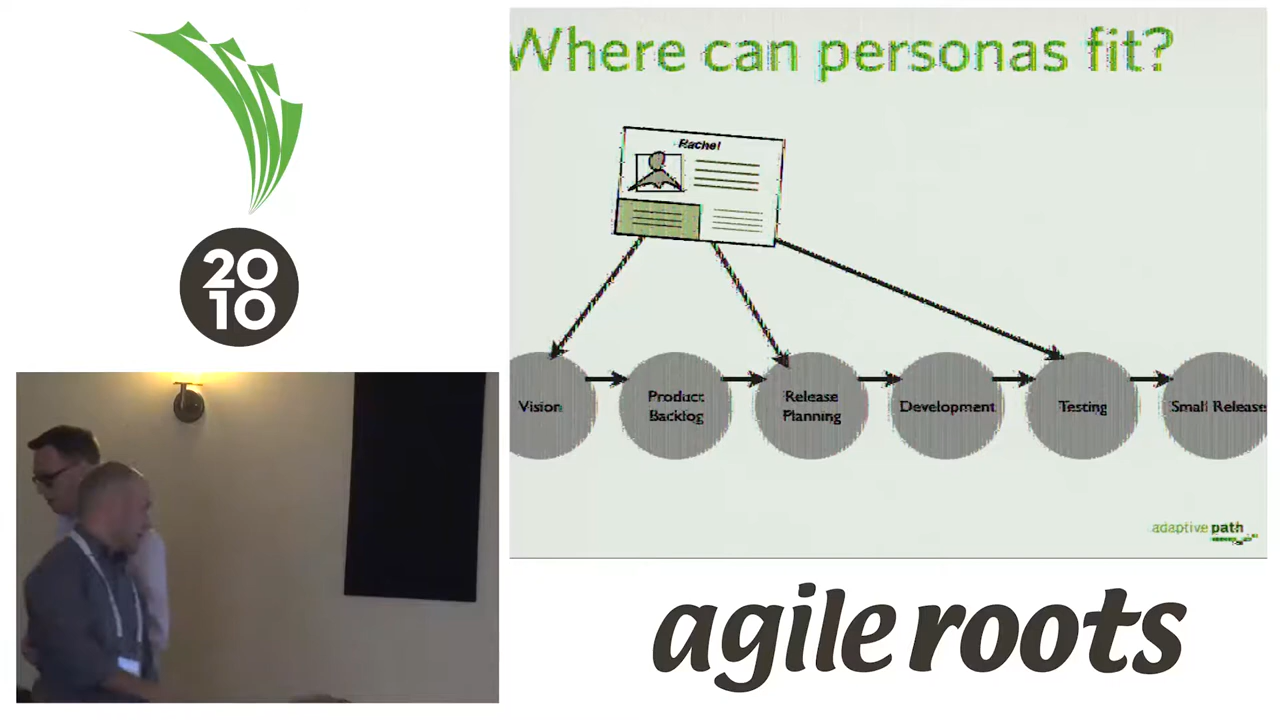 20
10
Where can personas fit?
Rachel
Vision
Product
Backlog
Release
Planning
Development
Testing
Small Release
adaptive path
agile roots